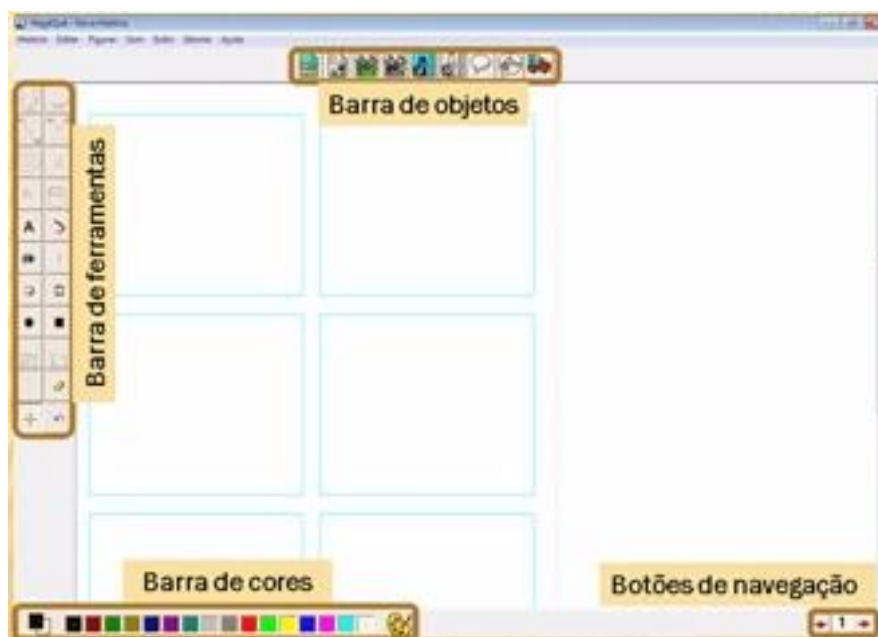 Barra de objetos
Barra de ferramentas
A
Barra de cores
Botões de navegação
1